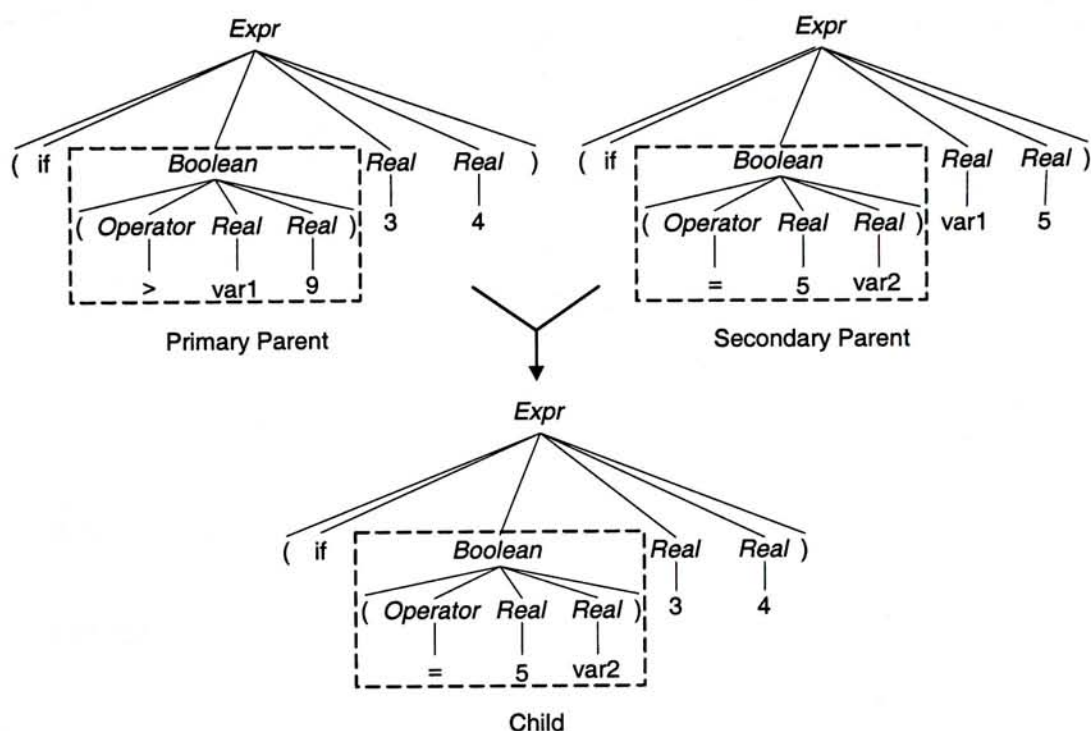 Expr Expr
( if Boolean Real Real ) ( if Boolean Real Real )
( Operator Real Real ) 3 4 ( Operator Real Real ) var1 5
> var1 9 = 5 var2
Primary Parent Secondary Parent
Expr
( if Boolean Real Real )
( Operator Real Real ) 3 4
= 5 var2
Child